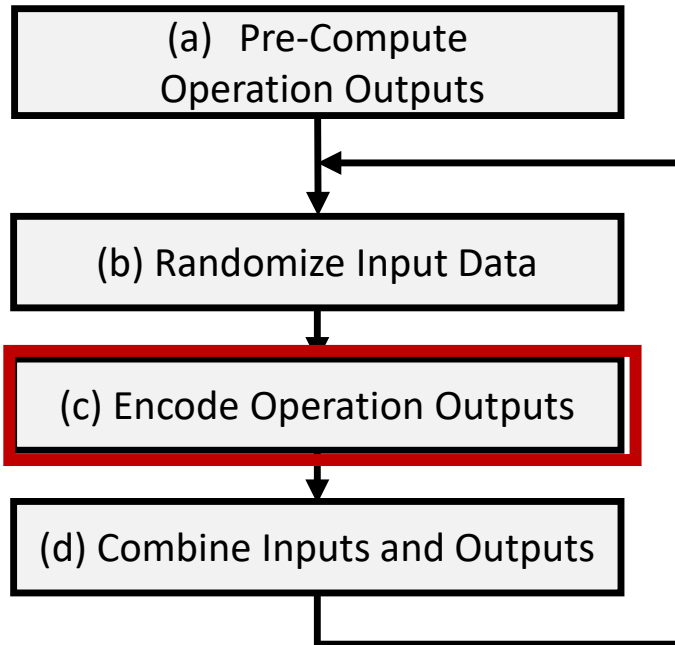 (a) Pre-Compute
Operation Outputs
(b) Randomize Input Data
(c) Encode Operation Outputs
(d) Combine Inputs and Outputs